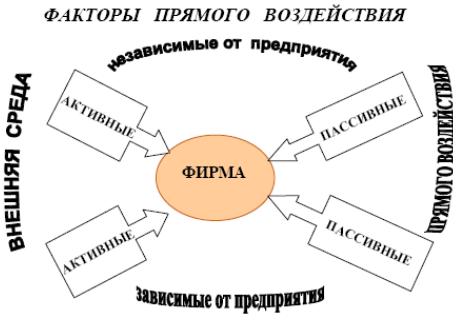 ФАКТОРЫ ПРЯМОГО ВОЗДЕЙСТВИЯ
независимые от предприятия
ВНЕШНЯЯ СРЕДА
АКТИВНЫЕ
ПАССИВНЫЕ
ПРЯМОГО ВОЗДЕЙСТВИЯ
ФИРМА
АКТИВНЫЕ
ПАССИВНЫЕ
зависимые от предприятия